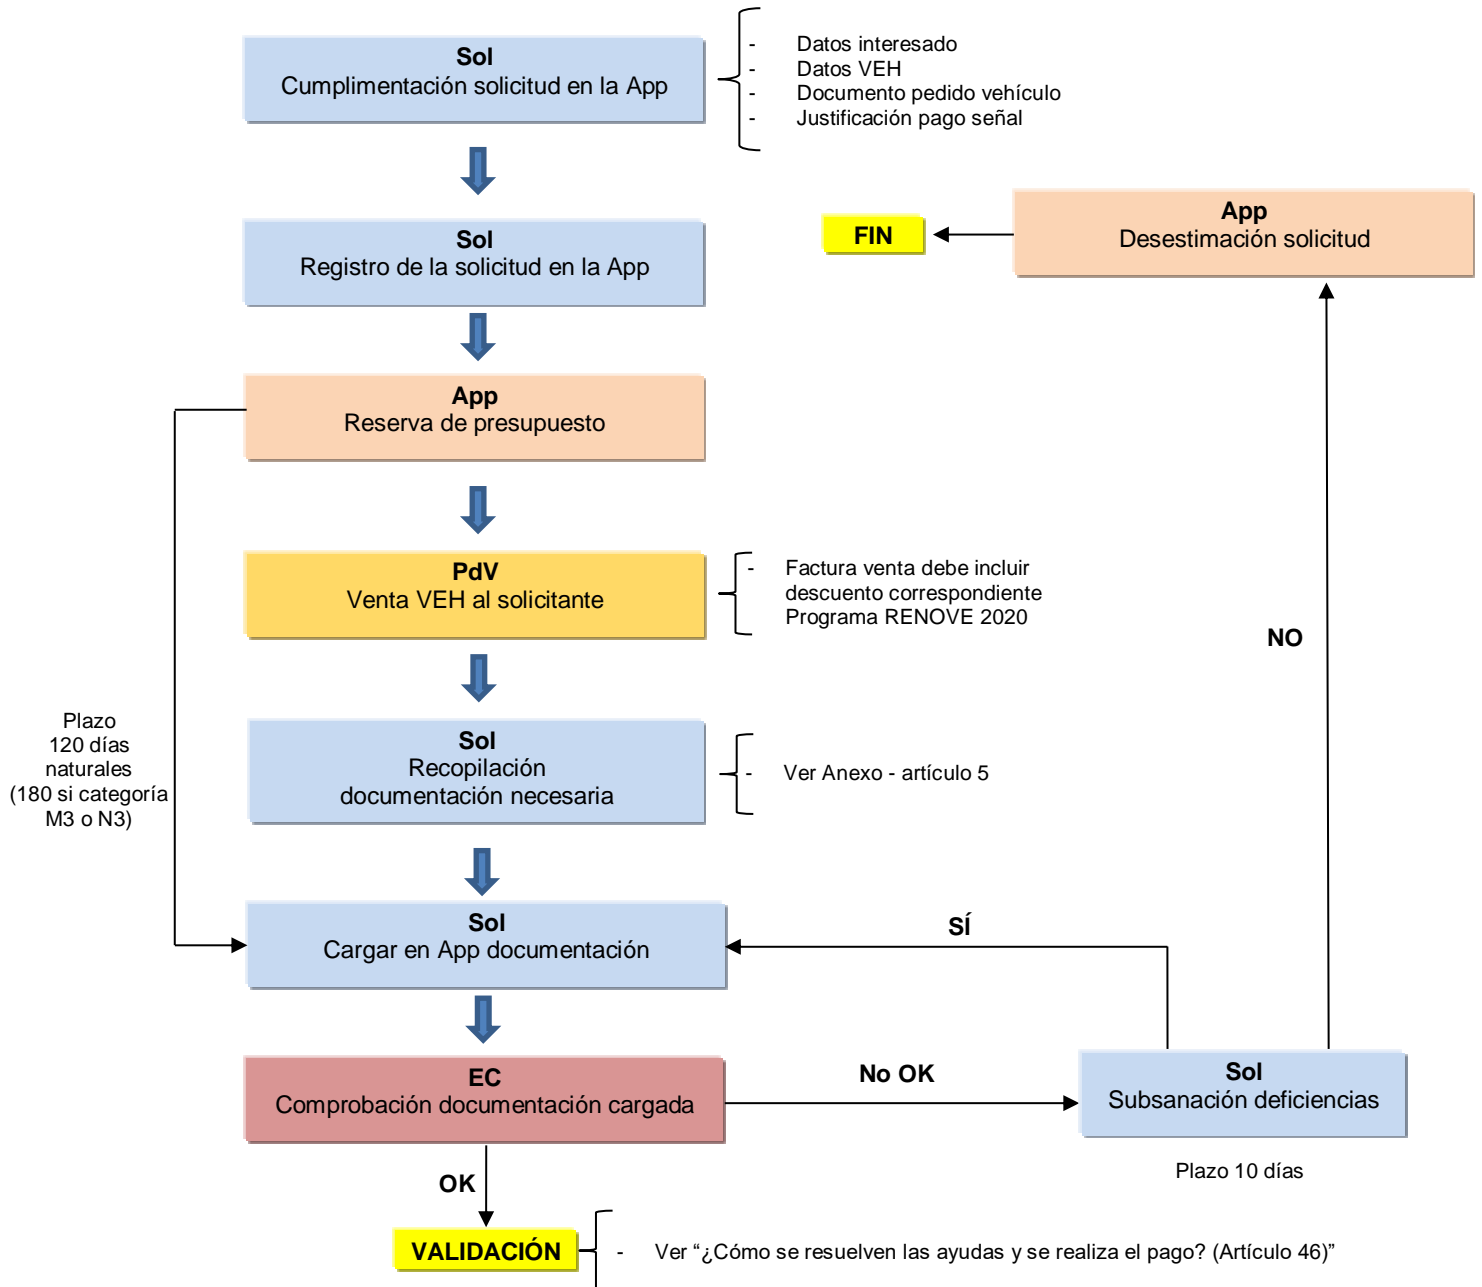 Sol
Cumplimentación solicitud en la App
- Datos interesado
- Datos VEH
- Documento pedido vehículo
- Justificación pago señal
Sol
Registro de la solicitud en la App
FIN
App
Desestimación solicitud
App
Reserva de presupuesto
PdV
Venta VEH al solicitante
- Factura venta debe incluir
descuento correspondiente
Programa RENOVE 2020
NO
Plazo
120 días
naturales
(180 si categoría
M3 o N3)
Sol
Recopilación
documentación necesaria
- Ver Anexo - artículo 5
Sol
Cargar en App documentación
SÍ
EC
Comprobación documentación cargada
No OK
Sol
Subsanación deficiencias
Plazo 10 días
OK
VALIDACIÓN
- Ver “¿Cómo se resuelven las ayudas y se realiza el pago? (Artículo 46)”